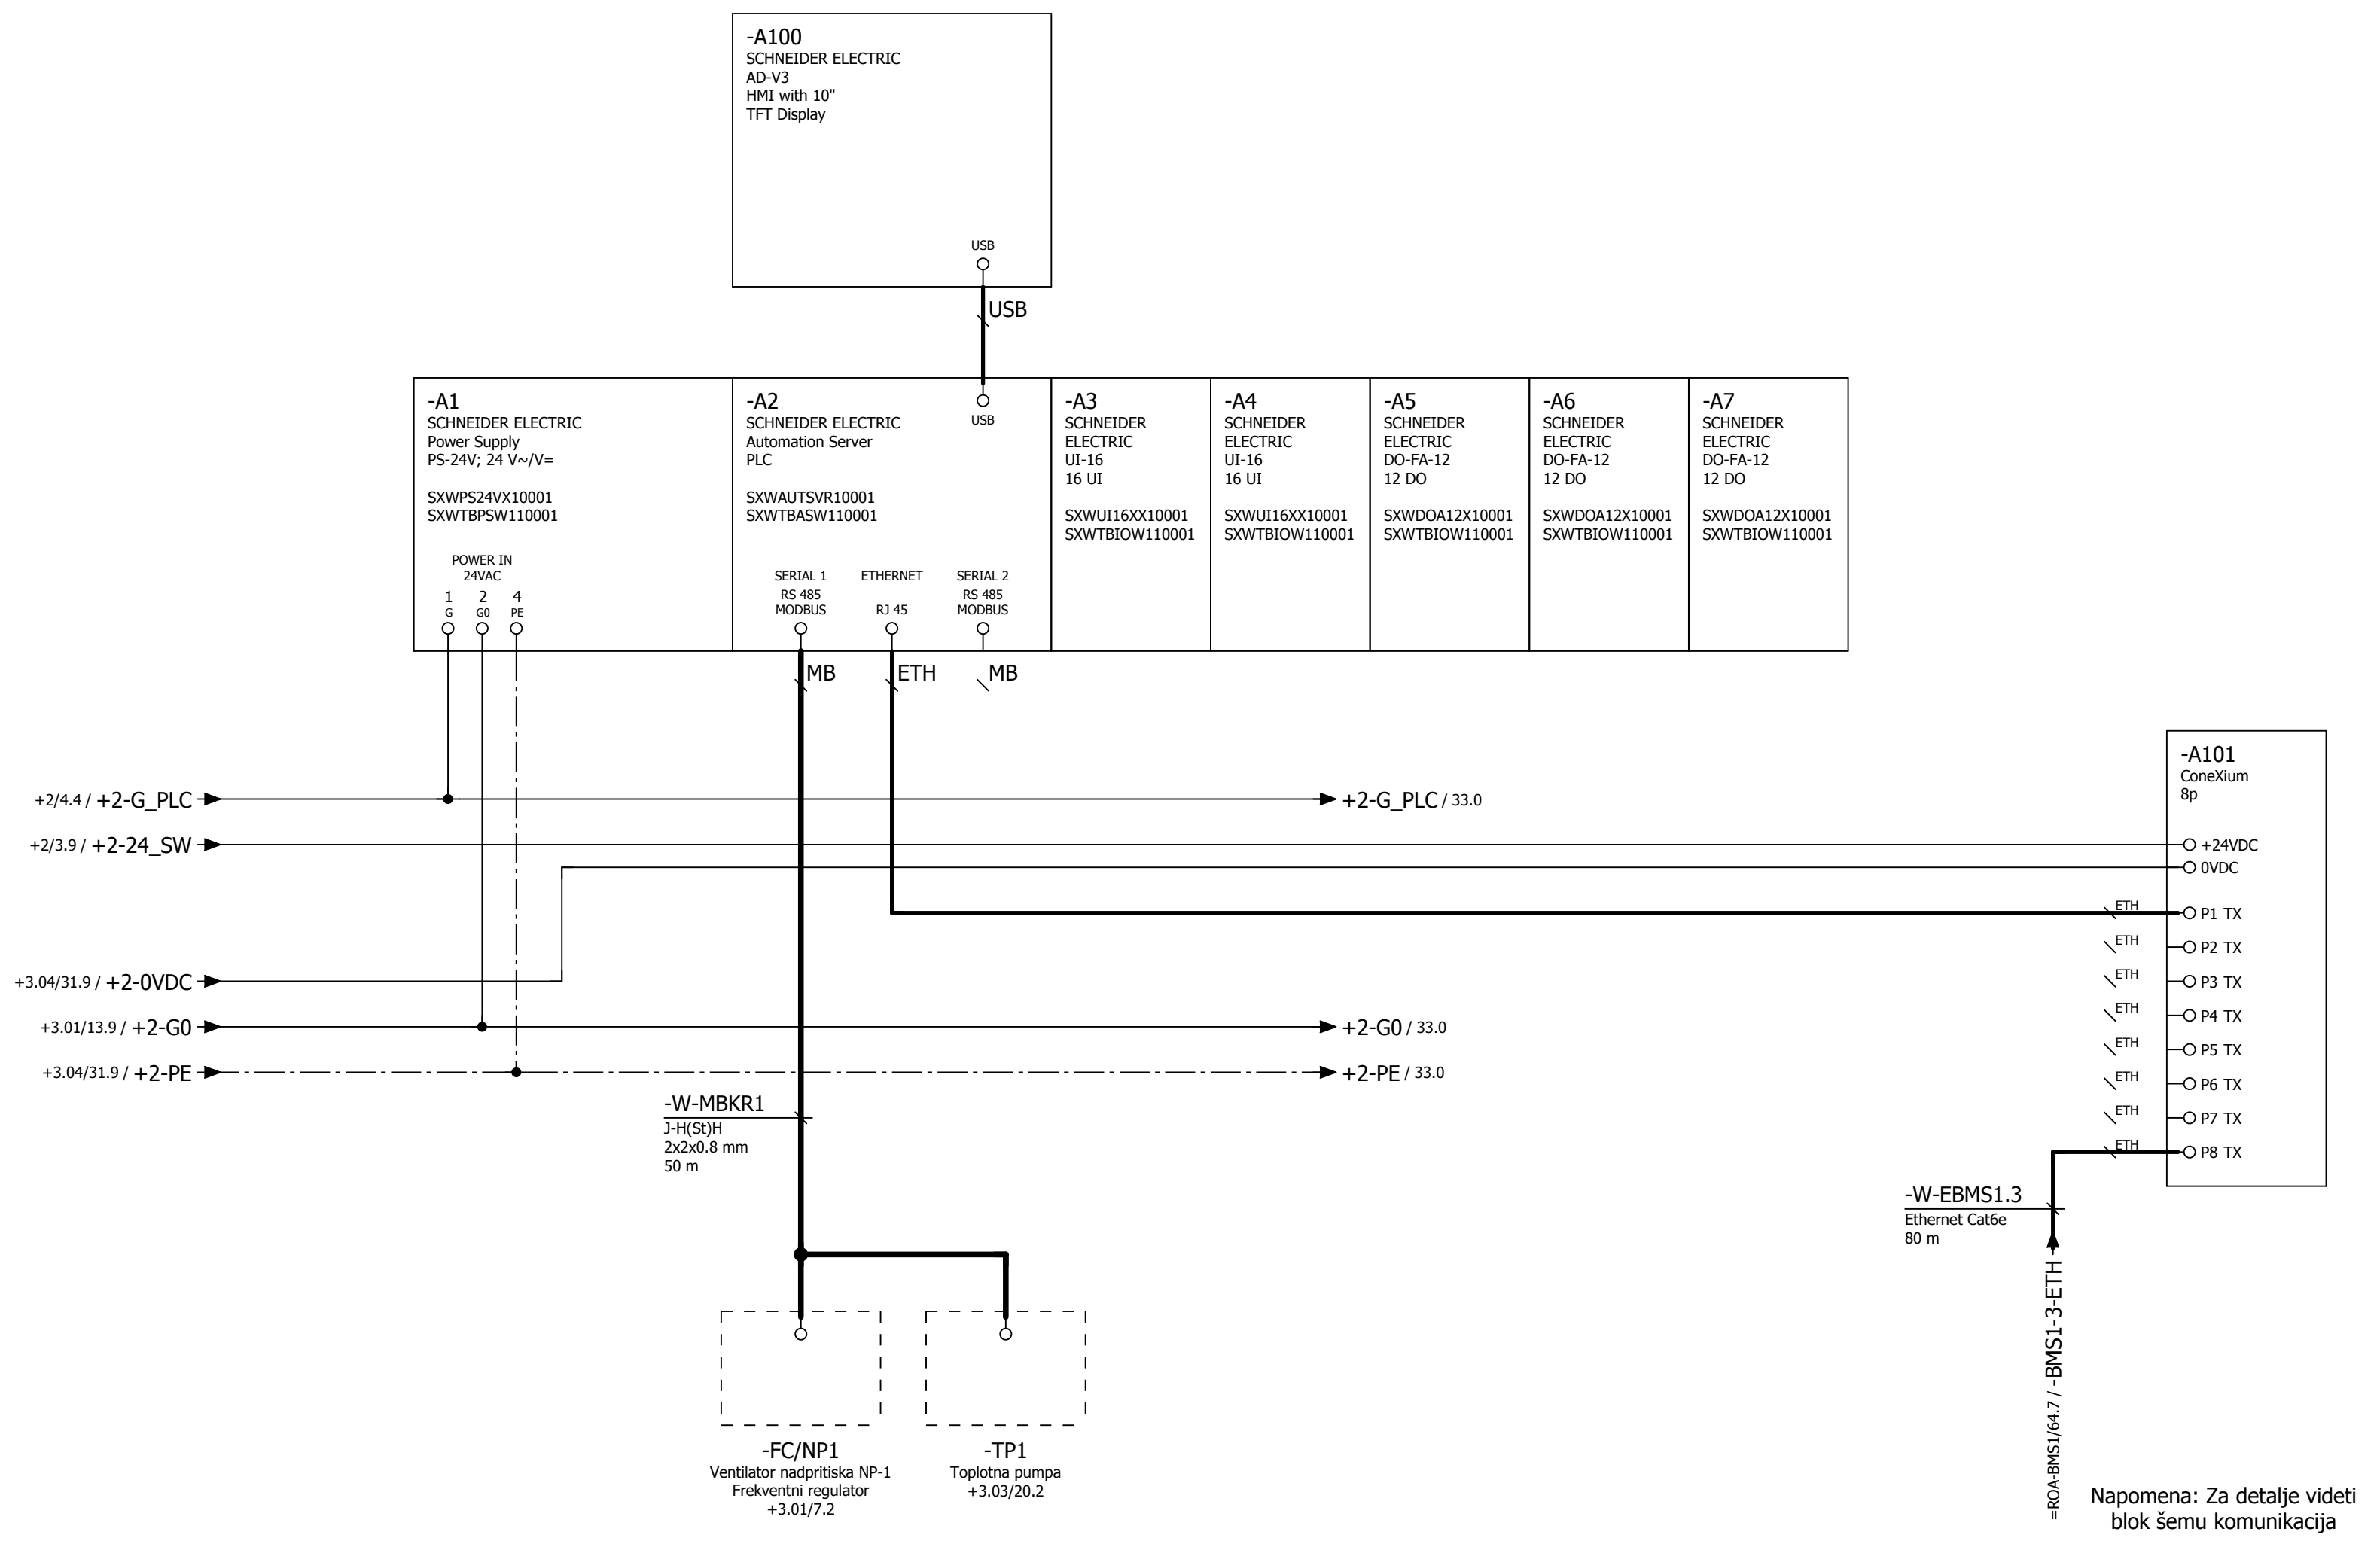 -A100
SCHNEIDER ELECTRIC
AD-V3
HMI with 10"
TFT Display
USB
USB
-A1
SCHNEIDER ELECTRIC
Power Supply
PS-24V; 24 V~/V=
SXWPS24VX10001
SXWTBPSW110001
POWER IN
24VAC
1 2 4
G G0 PE
-A2
SCHNEIDER ELECTRIC
Automation Server
PLC
SXWAUTSVR10001
SXWTBASW110001
USB
SERIAL 1
RS 485
MODBUS
ETHERNET
RJ 45
SERIAL 2
RS 485
MODBUS
-A3
SCHNEIDER
ELECTRIC
UI-16
16 UI
SXWUI16XX10001
SXWTBIOW110001
-A4
SCHNEIDER
ELECTRIC
UI-16
16 UI
SXWUI16XX10001
SXWTBIOW110001
-A5
SCHNEIDER
ELECTRIC
DO-FA-12
12 DO
SXWDOA12X10001
SXWTBIOW110001
-A6
SCHNEIDER
ELECTRIC
DO-FA-12
12 DO
SXWDOA12X10001
SXWTBIOW110001
-A7
SCHNEIDER
ELECTRIC
DO-FA-12
12 DO
SXWDOA12X10001
SXWTBIOW110001
MB
ETH
MB
+2/4.4 / +2-G_PLC
+2-G_PLC / 33.0
+2/3.9 / +2-24_SW
+3.04/31.9 / +2-0VDC
+3.01/13.9 / +2-G0
+2-G0 / 33.0
+3.04/31.9 / +2-PE
+2-PE / 33.0
-A101
ConeXium
8p
+24VDC
0VDC
ETH P1 TX
ETH P2 TX
ETH P3 TX
ETH P4 TX
ETH P5 TX
ETH P6 TX
ETH P7 TX
ETH P8 TX
-W-MBKR1
J-H(St)H
2x2x0.8 mm
50 m
-W-EBMS1.3
Ethernet Cat6e
80 m
=ROA-BMS1/64.7 / -BMS1-3-ETH
-FC/NP1
Ventilator nadpritiska NP-1
Frekventni regulator
+3.01/7.2
-TP1
Toplotna pumpa
+3.03/20.2
Napomena: Za detalje videti
blok šemu komunikacija